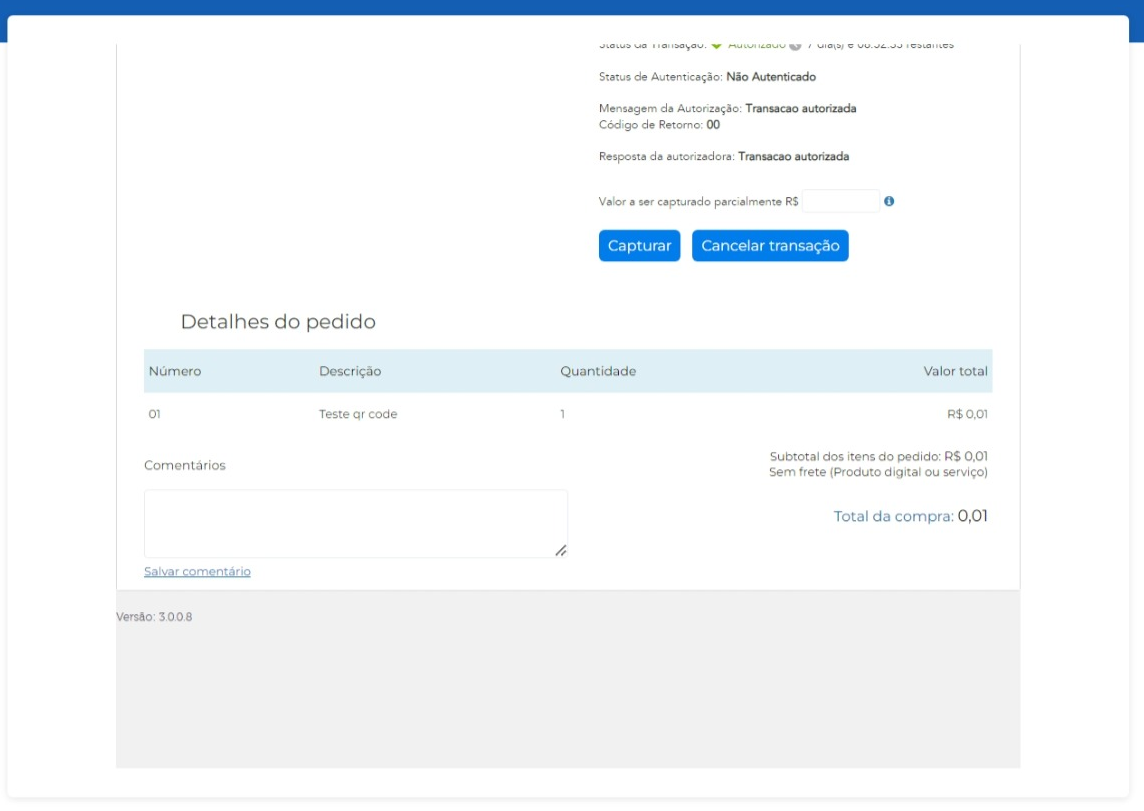 Status da Transação: Autorizado 7 dia(s) e restantes
Status de Autenticação: Não Autenticado
Mensagem da Autorização: Transacao autorizada
Código de Retorno: 00
Resposta da autorizadora: Transacao autorizada
Valor a ser capturado parcialmente R$
Capturar Cancelar transação
Detalhes do pedido
Número Descrição Quantidade Valor total
01 Teste qr code 1 R$ 0,01
Comentários
Subtotal dos itens do pedido: R$ 0,01
Sem frete (Produto digital ou serviço)
Total da compra: 0,01
Salvar comentário
Versão: 3.0.0.8